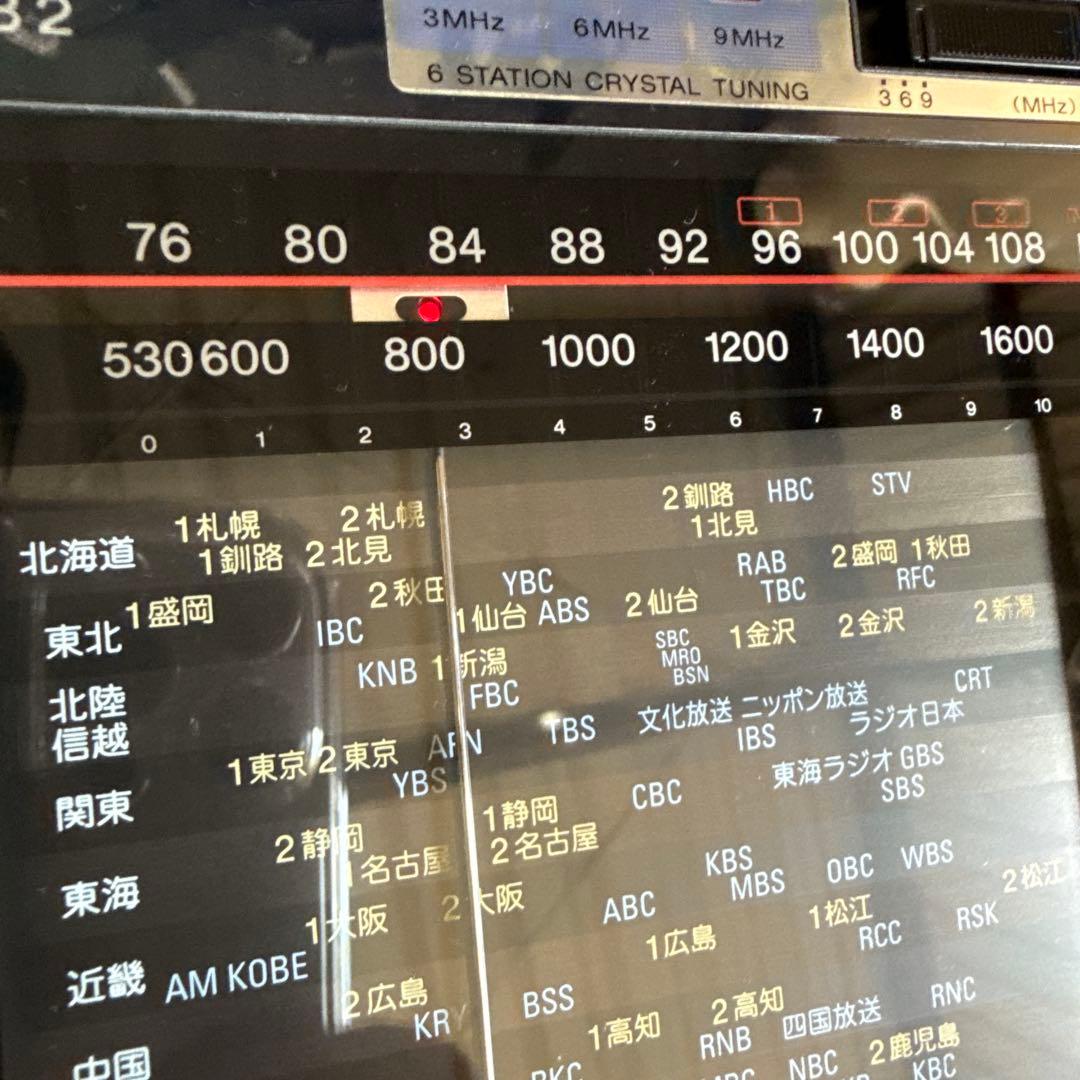 32
3MHz 6MHz 9MHz
6 STATION CRYSTAL TUNING
3 6 9 (MHz)
1 2 3
76 80 84 88 92 96 100 104 108
530 600 800 1000 1200 1400 1600
0 1 2 3 4 5 6 7 8 9 10
2釧路 HBC STV
1札幌 2札幌 1北見
北海道 1釧路 2北見
RAB 2盛岡 1秋田
2秋田 YBC TBC RFC
東北 1盛岡 IBC 1仙台 ABS 2仙台
SBC 1金沢 2金沢 2新潟
KNB 1新潟 MRO
北陸 FBC BSN
信越
文化放送 ニッポン放送 CRT
1東京 2東京 AFN TBS IBS ラジオ日本
関東 YBS
東海ラジオ GBS
1静岡 CBC SBS
2静岡 2名古屋
東海 1名古屋
KBS OBC WBS
1大阪 2大阪 ABC MBS 2松江
近畿 AM KOBE
1広島 1松江 RSK
RCC
2広島 BSS 2高知 四国放送 RNC
中国 KRY 1高知 RNB
NBC 2鹿児島
KBC